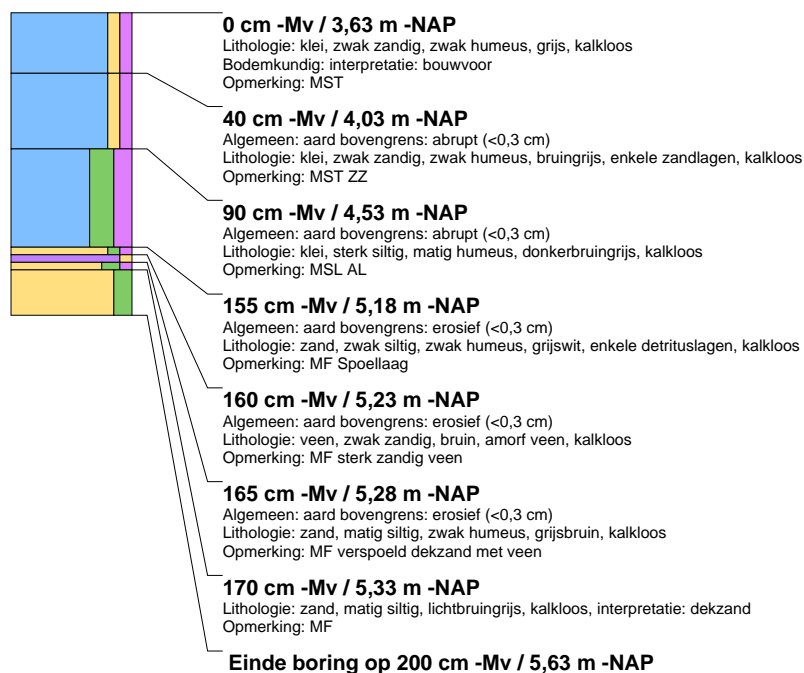 0 cm -Mv / 3,63 m -NAP
Lithologie: klei, zwak zandig, zwak humeus, grijs, kalkloos
Bodemkundig: interpretatie: bouwvoor
Opmerking: MST
40 cm -Mv / 4,03 m -NAP
Algemeen: aard bovengrens: abrupt (<0,3 cm)
Lithologie: klei, zwak zandig, zwak humeus, bruingrijs, enkele zandlagen, kalkloos
Opmerking: MST ZZ
90 cm -Mv / 4,53 m -NAP
Algemeen: aard bovengrens: abrupt (<0,3 cm)
Lithologie: klei, sterk siltig, matig humeus, donkerbruingrijs, kalkloos
Opmerking: MSL AL
155 cm -Mv / 5,18 m -NAP
Algemeen: aard bovengrens: erosief (<0,3 cm)
Lithologie: zand, zwak siltig, zwak humeus, grijswit, enkele detrituslagen, kalkloos
Opmerking: MF Spoellaag
160 cm -Mv / 5,23 m -NAP
Algemeen: aard bovengrens: erosief (<0,3 cm)
Lithologie: veen, zwak zandig, bruin, amorf veen, kalkloos
Opmerking: MF sterk zandig veen
165 cm -Mv / 5,28 m -NAP
Algemeen: aard bovengrens: erosief (<0,3 cm)
Lithologie: zand, matig siltig, zwak humeus, grijsbruin, kalkloos
Opmerking: MF verspoeld dekzand met veen
170 cm -Mv / 5,33 m -NAP
Lithologie: zand, matig siltig, lichtbruingrijs, kalkloos, interpretatie: dekzand
Opmerking: MF
Einde boring op 200 cm -Mv / 5,63 m -NAP